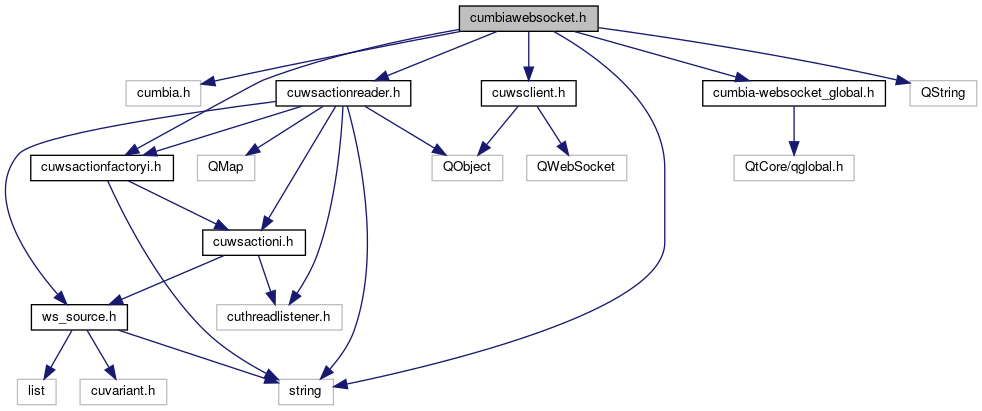 cumbiawebsocket.h
cumbia.h
cuwsactionreader.h
cuwsclient.h
cumbia-websocket_global.h
QString
cuwsactionfactoryi.h
QMap
QObject
QWebSocket
QtCore/qglobal.h
cuwsactioni.h
ws_source.h
cuthreadlistener.h
list
cuvariant.h
string